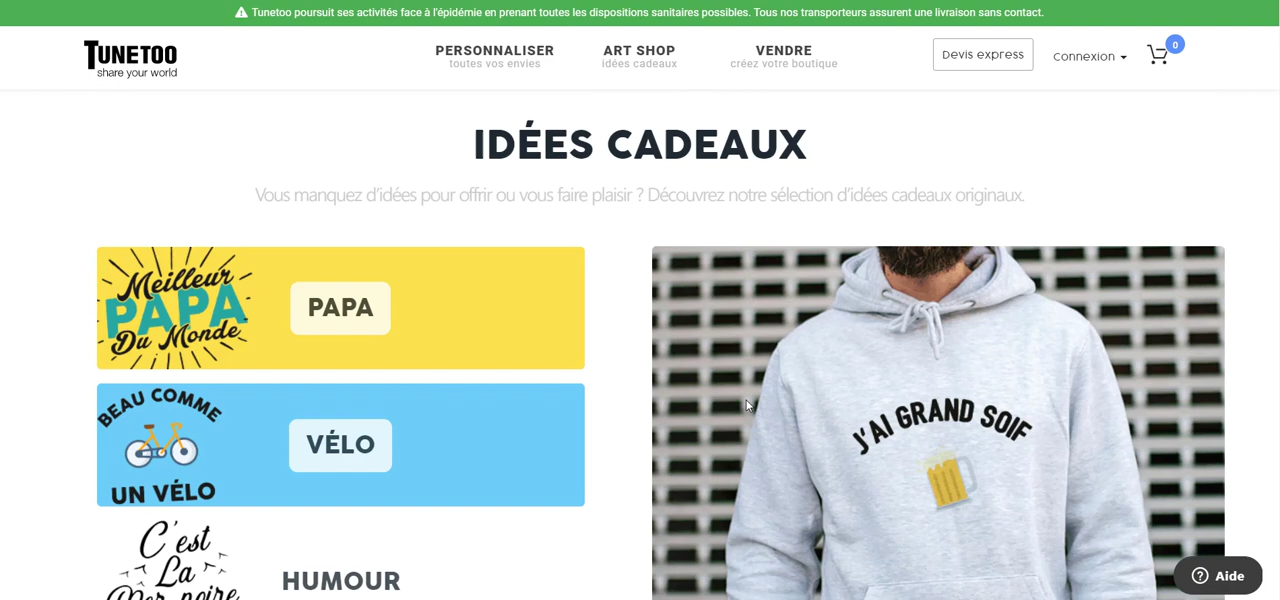 Tunetoo poursuit ses activités face à l'épidémie en prenant toutes les dispositions sanitaires possibles. Tous nos transporteurs assurent une livraison sans contact.
TUNETOO
share your world
PERSONNALISER
toutes vos envies
ART SHOP
idées cadeaux
VENDRE
créez votre boutique
Devis express
Connexion
0
IDÉES CADEAUX
Vous manquez d'idées pour offrir ou vous faire plaisir ? Découvrez notre sélection d'idées cadeaux originaux.
Meilleur
PAPA
Du Monde
PAPA
BEAU COMME
UN VÉLO
VÉLO
C'est
La
HUMOUR
J'AI GRAND SOIF
Aide